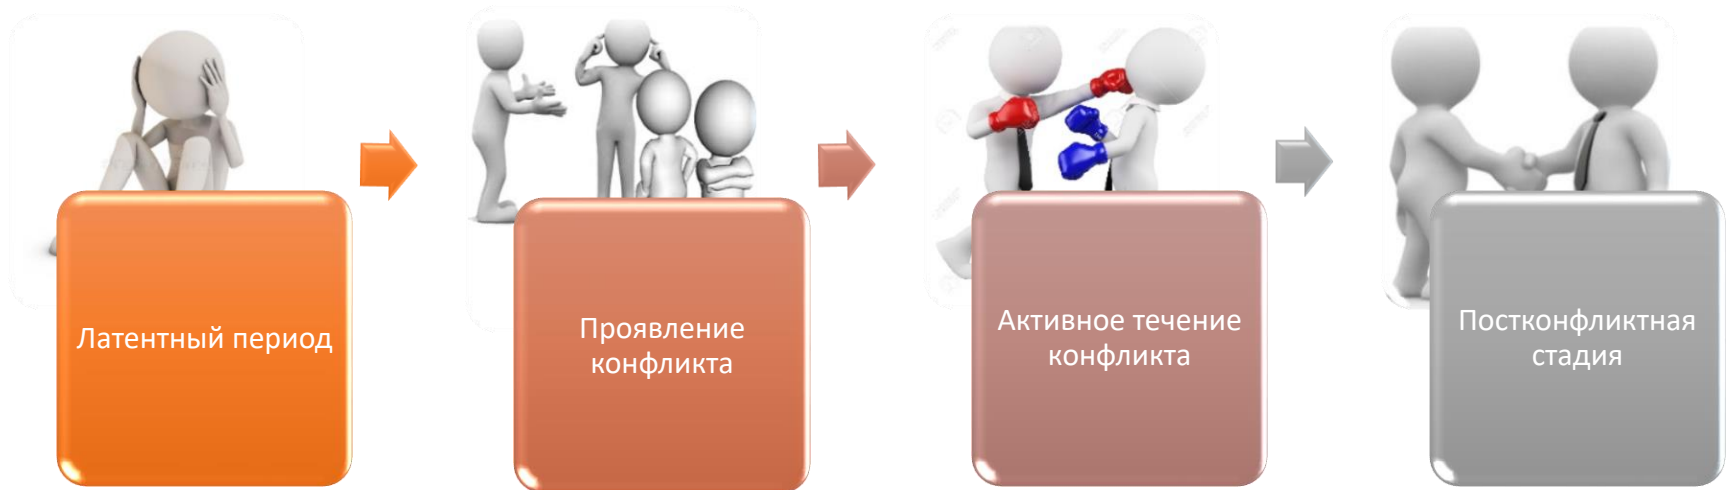 Латентный период
Проявление
конфликта
Активное течение
конфликта
Постконфликтная
стадия